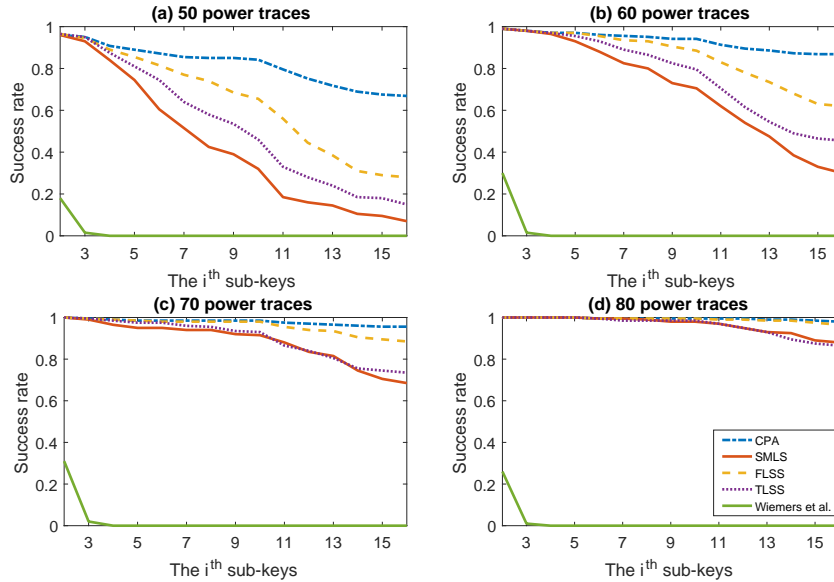 (a) 50 power traces
Success rate
1
0.8
0.6
0.4
0.2
0
3 5 7 9 11 13 15
The i^th sub-keys
(b) 60 power traces
Success rate
1
0.8
0.6
0.4
0.2
0
3 5 7 9 11 13 15
The i^th sub-keys
(c) 70 power traces
Success rate
1
0.8
0.6
0.4
0.2
0
3 5 7 9 11 13 15
The i^th sub-keys
(d) 80 power traces
Success rate
1
0.8
0.6
0.4
0.2
0
3 5 7 9 11 13 15
The i^th sub-keys
CPA
SMLS
FLSS
TLSS
Wiemers et al.